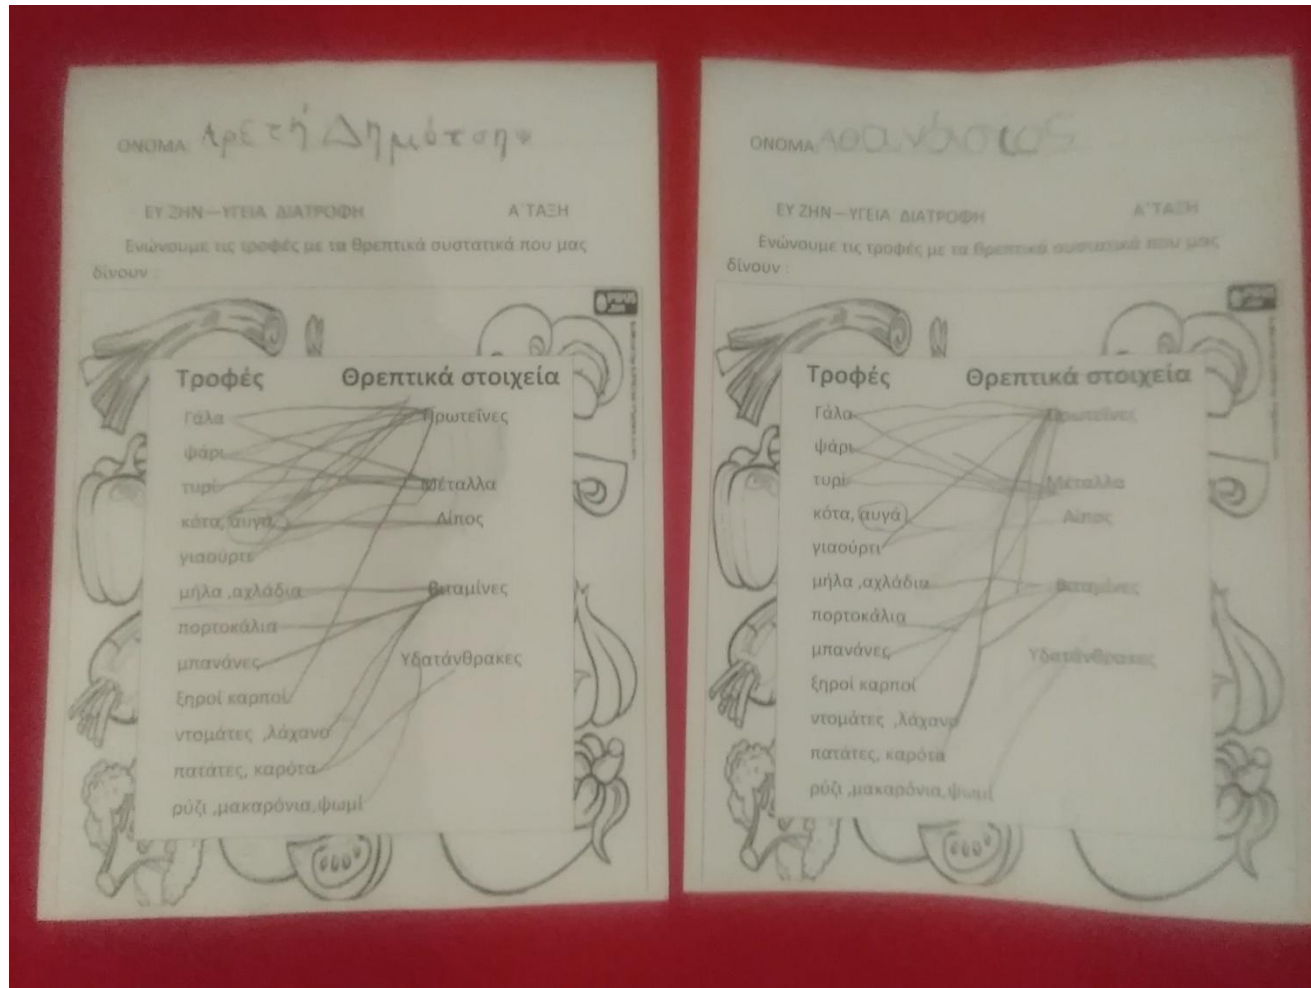 ΟΝΟΜΑ: Αρετή
ΕΥ ΖΗΝ—ΥΓΕΙΑ ΔΙΑΤΡΟΦΗ Α΄ΤΑΞΗ
Ενώνουμε τις τροφές με τα θρεπτικά συστατικά που μας
δίνουν :
Τροφές Θρεπτικά στοιχεία
Γάλα Πρωτεΐνες
ψάρι
τυρί Μέταλλα
κότα, αυγά Λίπος
γιαούρτι
μήλα ,αχλάδια Βιταμίνες
πορτοκάλια
μπανάνες Υδατάνθρακες
ξηροί καρποί
ντομάτες ,λάχανο
πατάτες, καρότα
ρύζι ,μακαρόνια,ψωμί
ΟΝΟΜΑ Αθανάσιος
ΕΥ ΖΗΝ—ΥΓΕΙΑ ΔΙΑΤΡΟΦΗ Α΄ΤΑΞΗ
Ενώνουμε τις τροφές με τα θρεπτικά συστατικά που μας
δίνουν :
Τροφές Θρεπτικά στοιχεία
Γάλα Πρωτεΐνες
ψάρι
τυρί Μέταλλα
κότα, αυγά Λίπος
γιαούρτι
μήλα ,αχλάδια Βιταμίνες
πορτοκάλια
μπανάνες Υδατάνθρακες
ξηροί καρποί
ντομάτες ,λάχανο
πατάτες, καρότα
ρύζι ,μακαρόνια,ψωμί